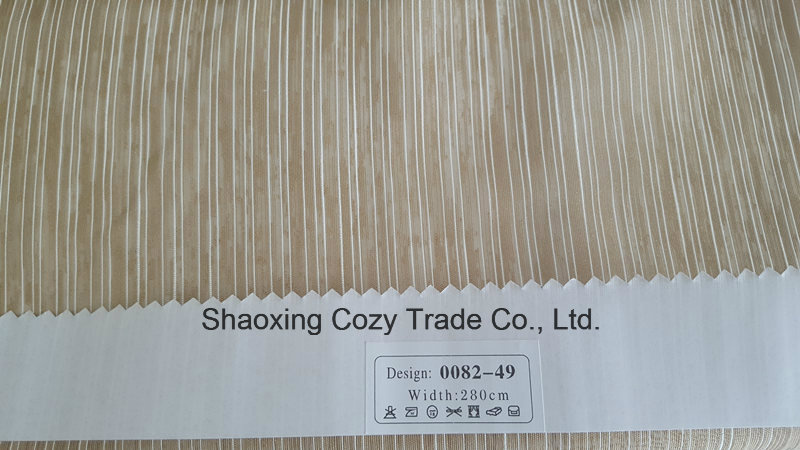 Shaoxing Cozy Trade Co., Ltd.
Design: 0082-49
Width:280cm